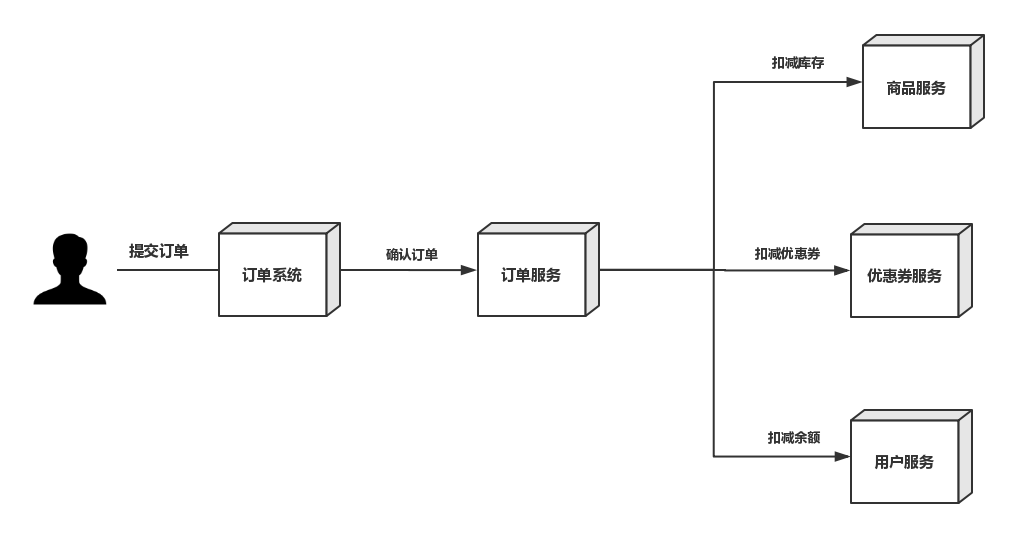 扣减库存
商品服务
提交订单
订单系统
确认订单
订单服务
扣减优惠券
优惠券服务
扣减余额
用户服务